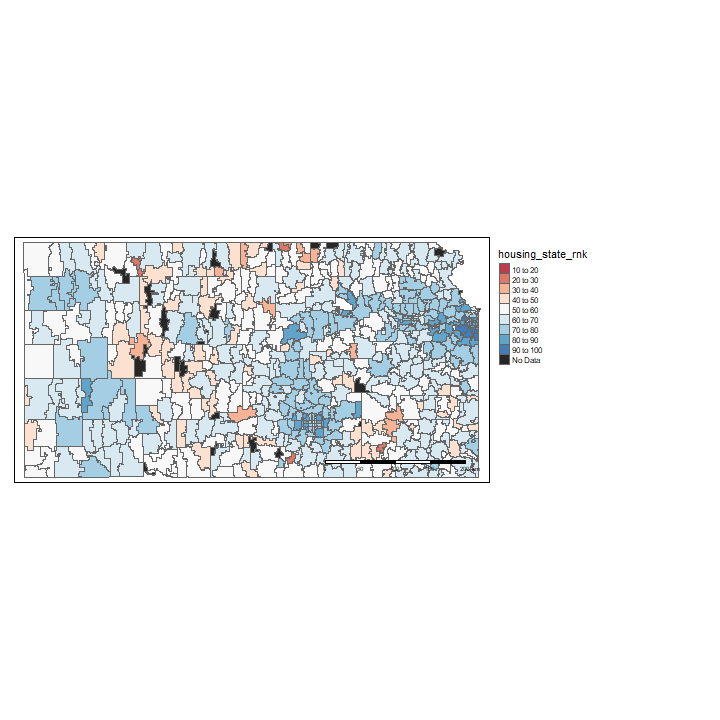 housing_state_rnk
10 to 20
20 to 30
30 to 40
40 to 50
50 to 60
60 to 70
70 to 80
80 to 90
90 to 100
No Data